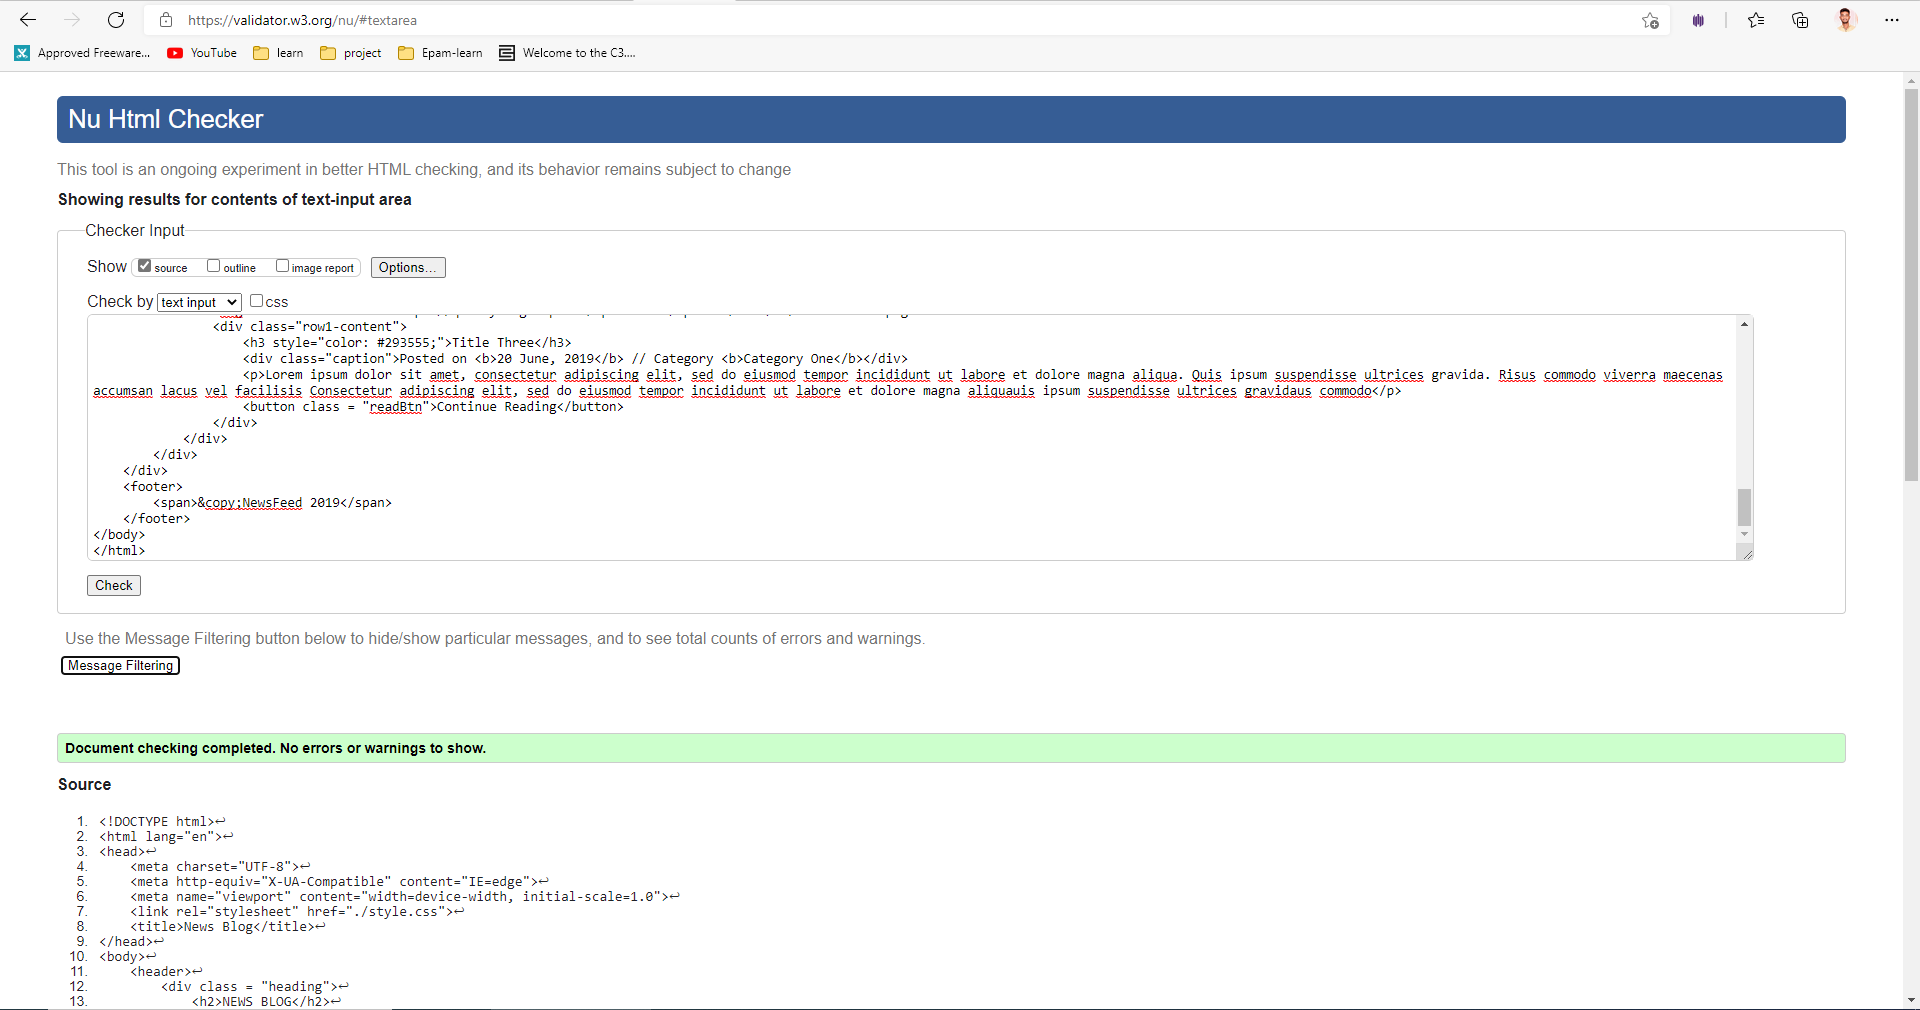 https://validator.w3.org/nu/#textarea
Approved Freeware... YouTube learn project Epam-learn Welcome to the C3....
Nu Html Checker
This tool is an ongoing experiment in better HTML checking, and its behavior remains subject to change
Showing results for contents of text-input area
Checker Input
Show source outline image report Options...
Check by text input css
<div class="row1-content">
<h3 style="color: #293555;">Title Three</h3>
<div class="caption">Posted on <b>20 June, 2019</b> // Category <b>Category One</b></div>
<p>Lorem ipsum dolor sit amet, consectetur adipiscing elit, sed do eiusmod tempor incididunt ut labore et dolore magna aliqua. Quis ipsum suspendisse ultrices gravida. Risus commodo viverra maecenas
accumsan lacus vel facilisis Consectetur adipiscing elit, sed do eiusmod tempor incididunt ut labore et dolore magna aliquauis ipsum suspendisse ultrices gravidaus commodo</p>
<button class = "readBtn">Continue Reading</button>
</div>
</div>
</div>
</div>
<footer>
<span>&copy;NewsFeed 2019</span>
</footer>
</body>
</html>
Check
Use the Message Filtering button below to hide/show particular messages, and to see total counts of errors and warnings.
Message Filtering
Document checking completed. No errors or warnings to show.
Source
1. <!DOCTYPE html>↩
2. <html lang="en">↩
3. <head>↩
4. <meta charset="UTF-8">↩
5. <meta http-equiv="X-UA-Compatible" content="IE=edge">↩
6. <meta name="viewport" content="width=device-width, initial-scale=1.0">↩
7. <link rel="stylesheet" href="./style.css">↩
8. <title>News Blog</title>↩
9. </head>↩
10. <body>↩
11. <header>↩
12. <div class = "heading">↩
13. <h2>NEWS BLOG</h2>↩